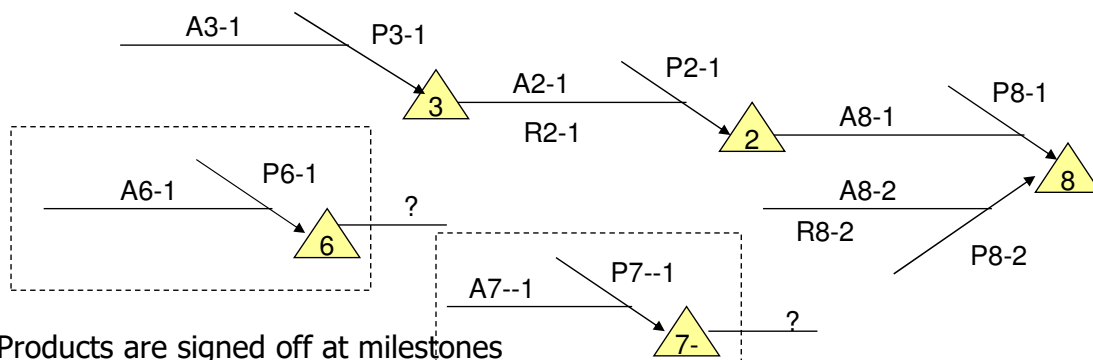 A3-1
P3-1
3
A2-1
R2-1
P2-1
2
A8-1
P8-1
8
A8-2
R8-2
P8-2
A6-1
P6-1
6
?
A7--1
P7--1
7-
?
Products are signed off at milestones